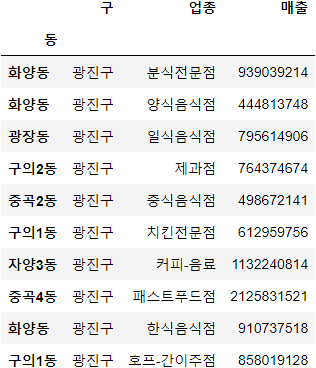 구 업종 매출
동
화양동 광진구 분식전문점 939039214
화양동 광진구 양식음식점 444813748
광장동 광진구 일식음식점 795614906
구의2동 광진구 제과점 764374674
중곡2동 광진구 중식음식점 498672141
구의1동 광진구 치킨전문점 612959756
자양3동 광진구 커피-음료 1132240814
중곡4동 광진구 패스트푸드점 2125831521
화양동 광진구 한식음식점 910737518
구의1동 광진구 호프-간이주점 858019128